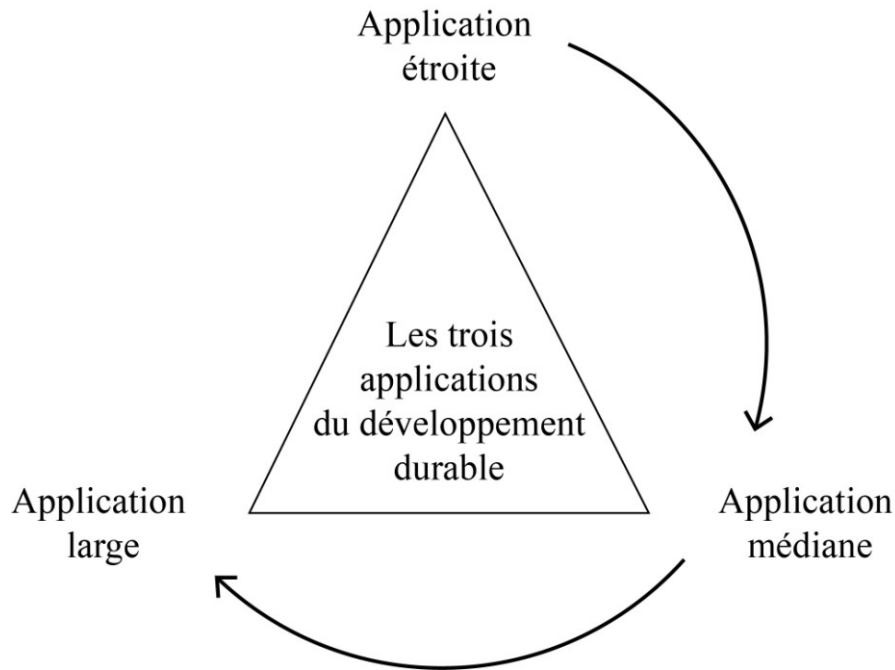 Application
étroite
Les trois
applications
du développement
durable
Application
large
Application
médiane